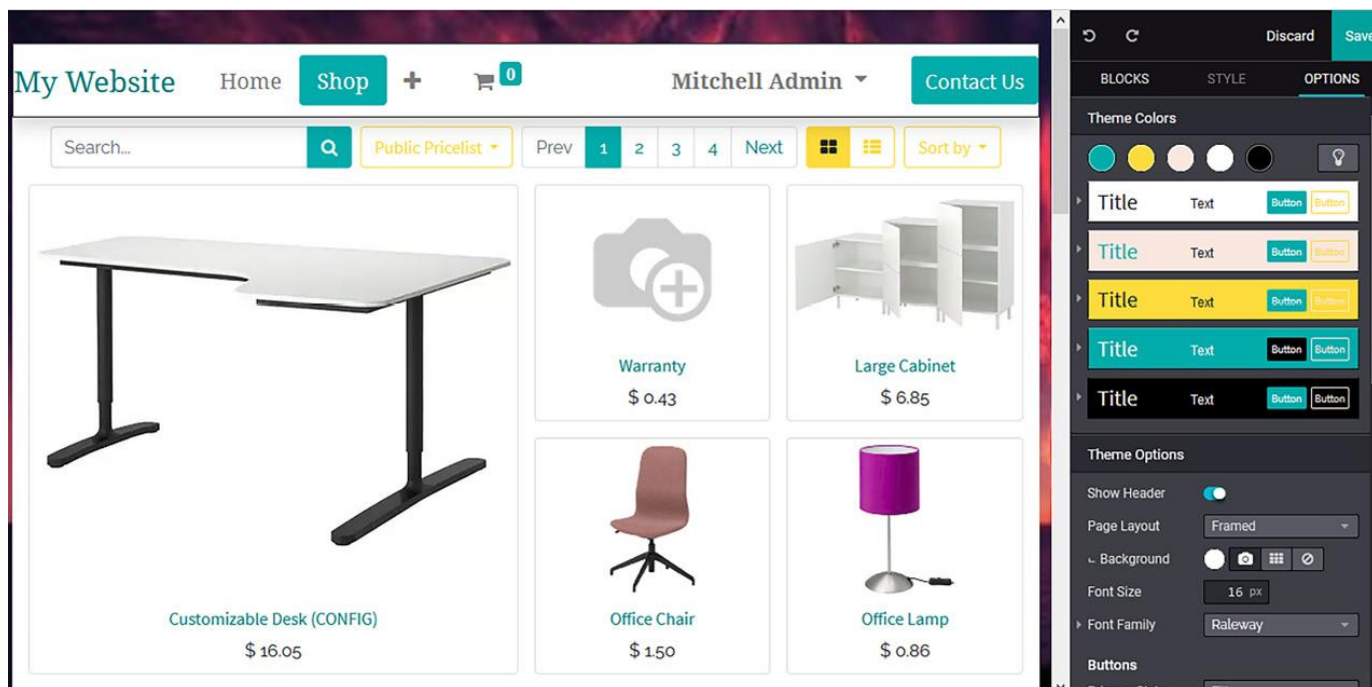 My Website Home Shop + 0 Mitchell Admin Contact Us
Search... Public Pricelist Prev 1 2 3 4 Next Sort by
Warranty
$ 0.43
Large Cabinet
$ 6.85
Customizable Desk (CONFIG)
$ 16.05
Office Chair
$ 1.50
Office Lamp
$ 0.86
Discard Save
BLOCKS STYLE OPTIONS
Theme Colors
Title Text Button Button
Title Text Button Button
Title Text Button Button
Title Text Button Button
Title Text Button Button
Theme Options
Show Header
Page Layout Framed
Background
Font Size 16 px
Font Family Raleway
Buttons